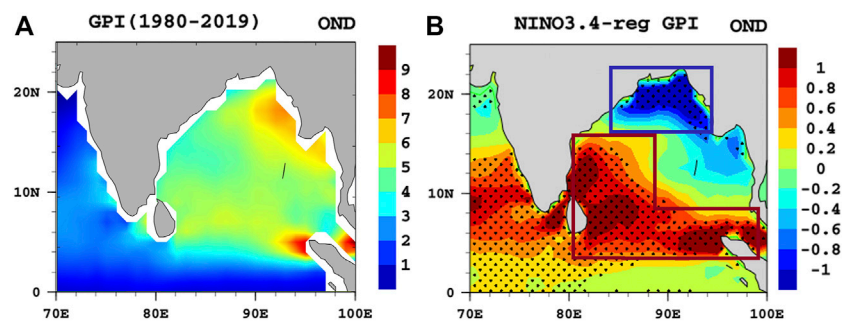 A GPI(1980-2019) OND
20N
10N
0
70E 80E 90E 100E
9
8
7
6
5
4
3
2
1
B NINO3.4-reg GPI OND
20N
10N
0
70E 80E 90E 100E
1
0.8
0.6
0.4
0.2
0
-0.2
-0.4
-0.6
-0.8
-1